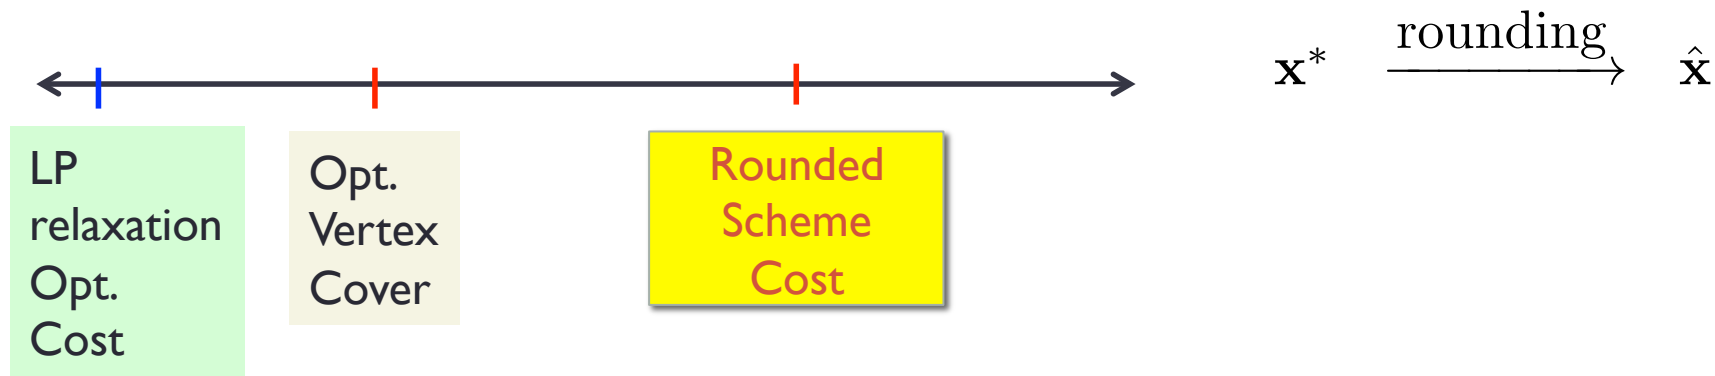 LP
relaxation
Opt.
Cost
Opt.
Vertex
Cover
Rounded
Scheme
Cost
x* rounding x̂